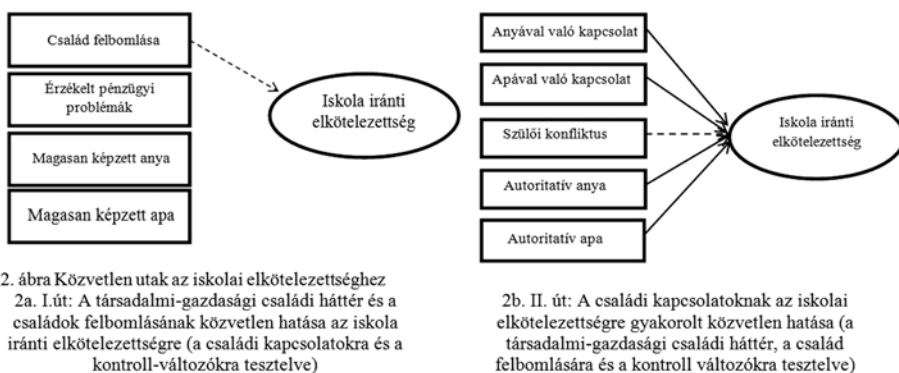 Család felbomlása
Érzékelt pénzügyi
problémák
Magasan képzett anya
Magasan képzett apa
Iskola iránti
elkötelezettség
2. ábra Közvetlen utak az iskolai elkötelezettséghez
2a. I.út: A társadalmi-gazdasági családi háttér és a
családok felbomlásának közvetlen hatása az iskola
iránti elkötelezettségre (a családi kapcsolatokra és a
kontroll-változókra tesztelve)
Anyával való kapcsolat
Apával való kapcsolat
Szülői konfliktus
Autoritatív anya
Autoritatív apa
Iskola iránti
elkötelezettség
2b. II. út: A családi kapcsolatoknak az iskolai
elkötelezettségre gyakorolt közvetlen hatása (a
társadalmi-gazdasági családi háttér, a család
felbomlására és a kontroll változókra tesztelve)